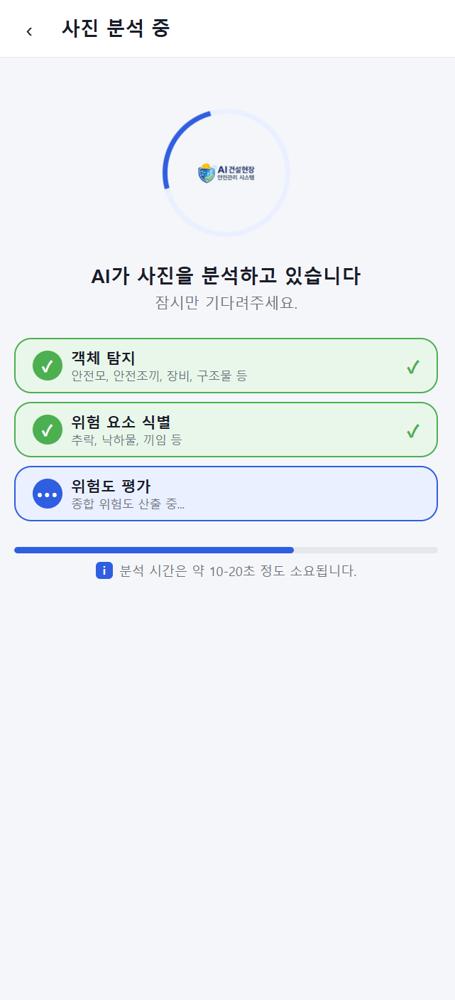 ‹ 사진 분석 중
AI 건설현장
안전관리 시스템
AI가 사진을 분석하고 있습니다
잠시만 기다려주세요.
객체 탐지
안전모, 안전조끼, 장비, 구조물 등
위험 요소 식별
추락, 낙하물, 끼임 등
위험도 평가
종합 위험도 산출 중...
i 분석 시간은 약 10-20초 정도 소요됩니다.